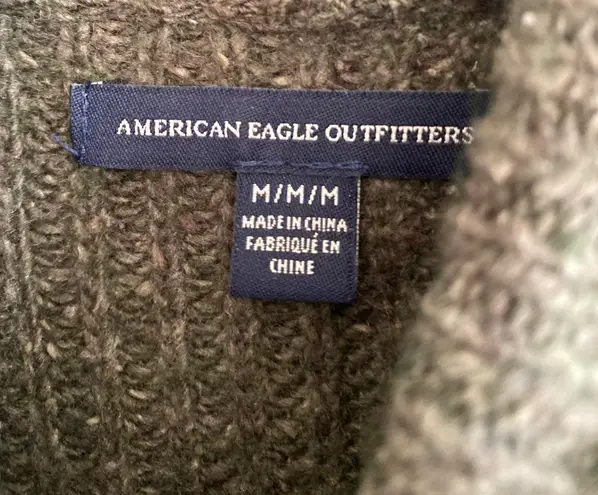 AMERICAN EAGLE OUTFITTERS
M/M/M
MADE IN CHINA
FABRIQUÉ EN
CHINE